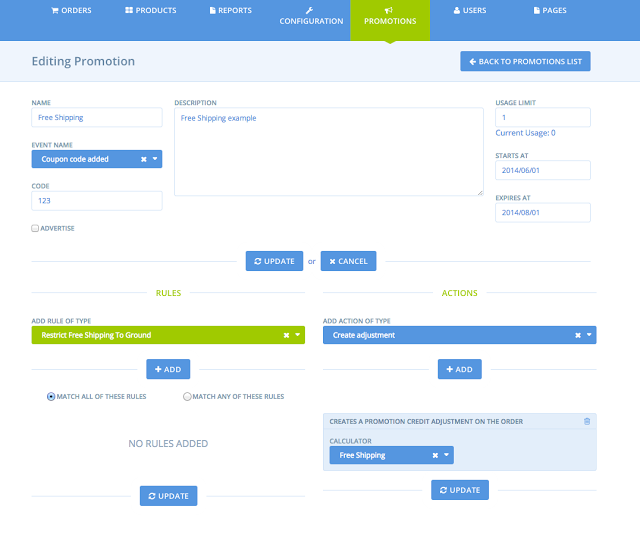 ORDERS
PRODUCTS
REPORTS
CONFIGURATION
PROMOTIONS
USERS
PAGES
Editing Promotion
BACK TO PROMOTIONS LIST
NAME
Free Shipping
DESCRIPTION
Free Shipping example
USAGE LIMIT
1
Current Usage: 0
EVENT NAME
Coupon code added
STARTS AT
2014/06/01
CODE
123
EXPIRES AT
2014/08/01
ADVERTISE
UPDATE or CANCEL
RULES
ACTIONS
ADD RULE OF TYPE
Restrict Free Shipping To Ground
ADD ACTION OF TYPE
Create adjustment
ADD
ADD
MATCH ALL OF THESE RULES
MATCH ANY OF THESE RULES
NO RULES ADDED
CREATES A PROMOTION CREDIT ADJUSTMENT ON THE ORDER
CALCULATOR
Free Shipping
UPDATE
UPDATE